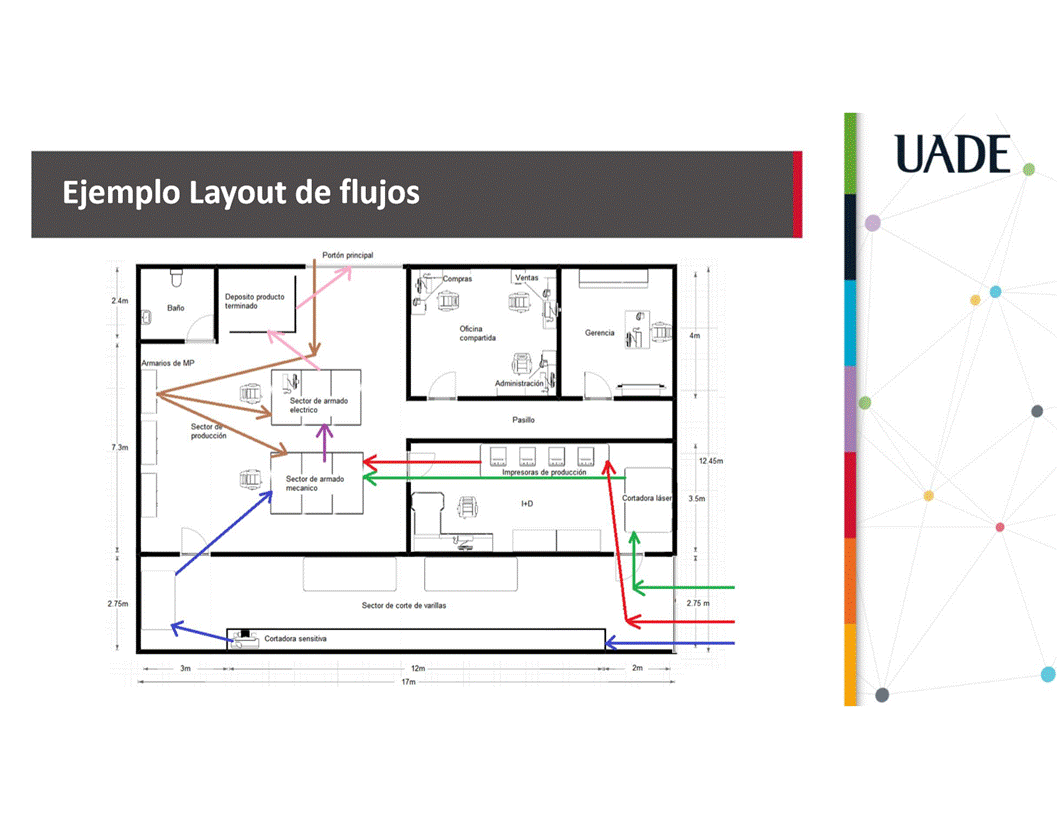 UADE
Ejemplo Layout de flujos
Portón principal
Baño
Deposito producto
terminado
Compras
Ventas
Oficina
compartida
Administración
Gerencia
2.4m
4m
Armarios de MP
Sector de armado
electrico
Sector de
producción
Pasillo
7.3m
12.45m
Sector de armado
mecanico
Impresoras de producción
Cortadora láser
3.5m
I+D
2.75m
Sector de corte de varillas
2.75 m
Cortadora sensitiva
3m
12m
2m
17m